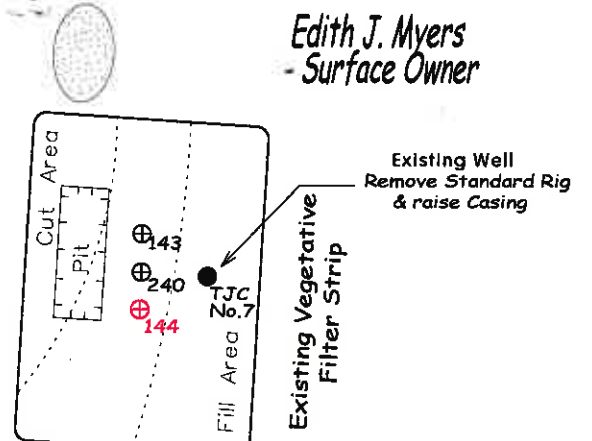 Edith J. Myers
- Surface Owner
Existing Well
Remove Standard Rig
& raise Casing
Cut Area
Pit
143
240
144
TJC
No.7
Fill Area
Existing Vegetative
Filter Strip